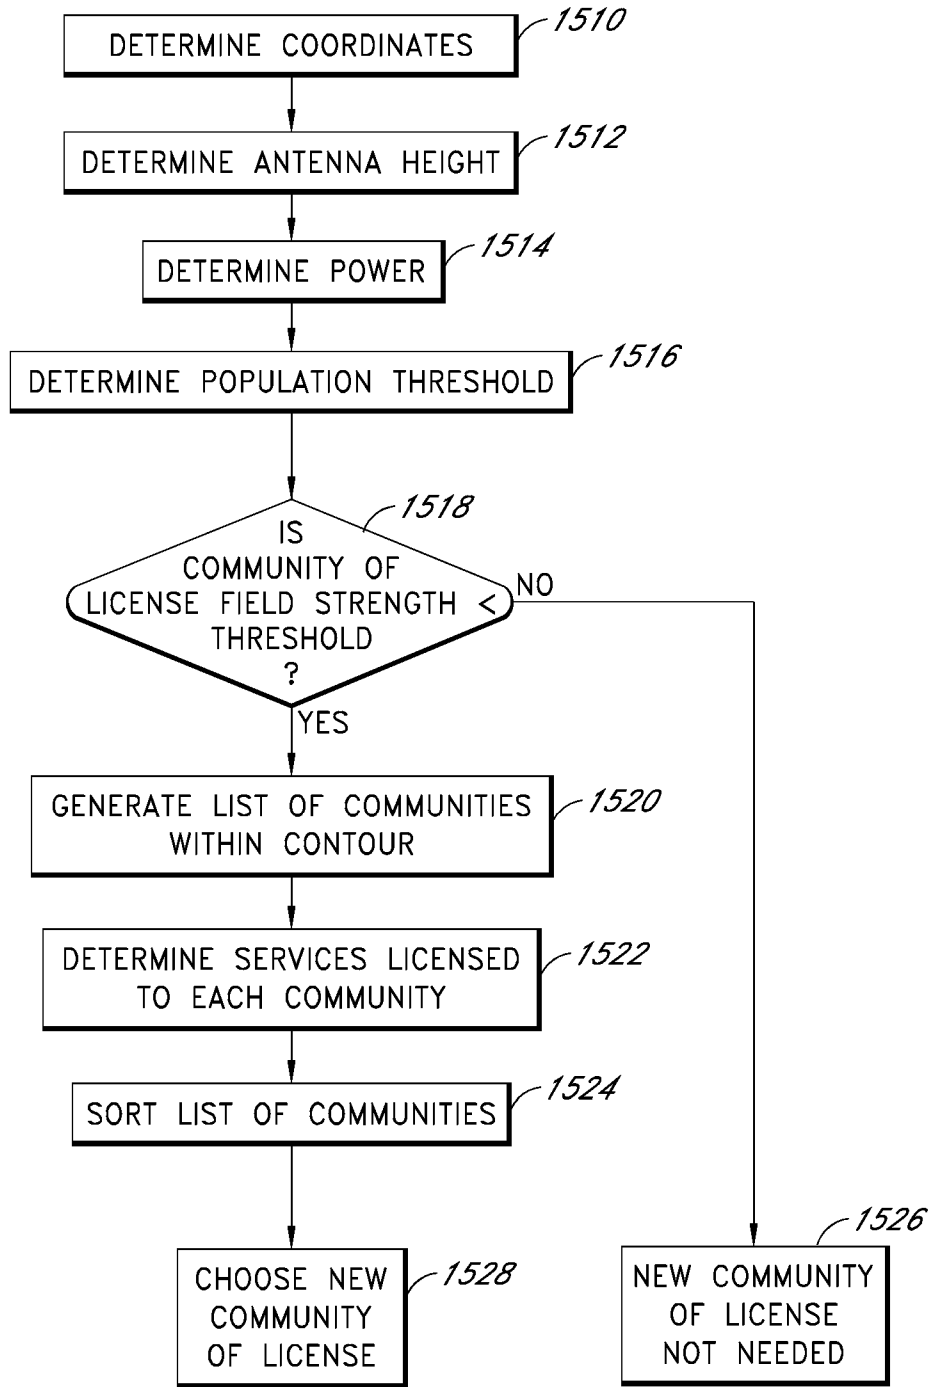 1510
DETERMINE COORDINATES
1512
DETERMINE ANTENNA HEIGHT
1514
DETERMINE POWER
1516
DETERMINE POPULATION THRESHOLD
1518
IS
COMMUNITY OF
LICENSE FIELD STRENGTH <
THRESHOLD
?
NO
YES
1520
GENERATE LIST OF COMMUNITIES
WITHIN CONTOUR
1522
DETERMINE SERVICES LICENSED
TO EACH COMMUNITY
1524
SORT LIST OF COMMUNITIES
1528
CHOOSE NEW
COMMUNITY
OF LICENSE
1526
NEW COMMUNITY
OF LICENSE
NOT NEEDED